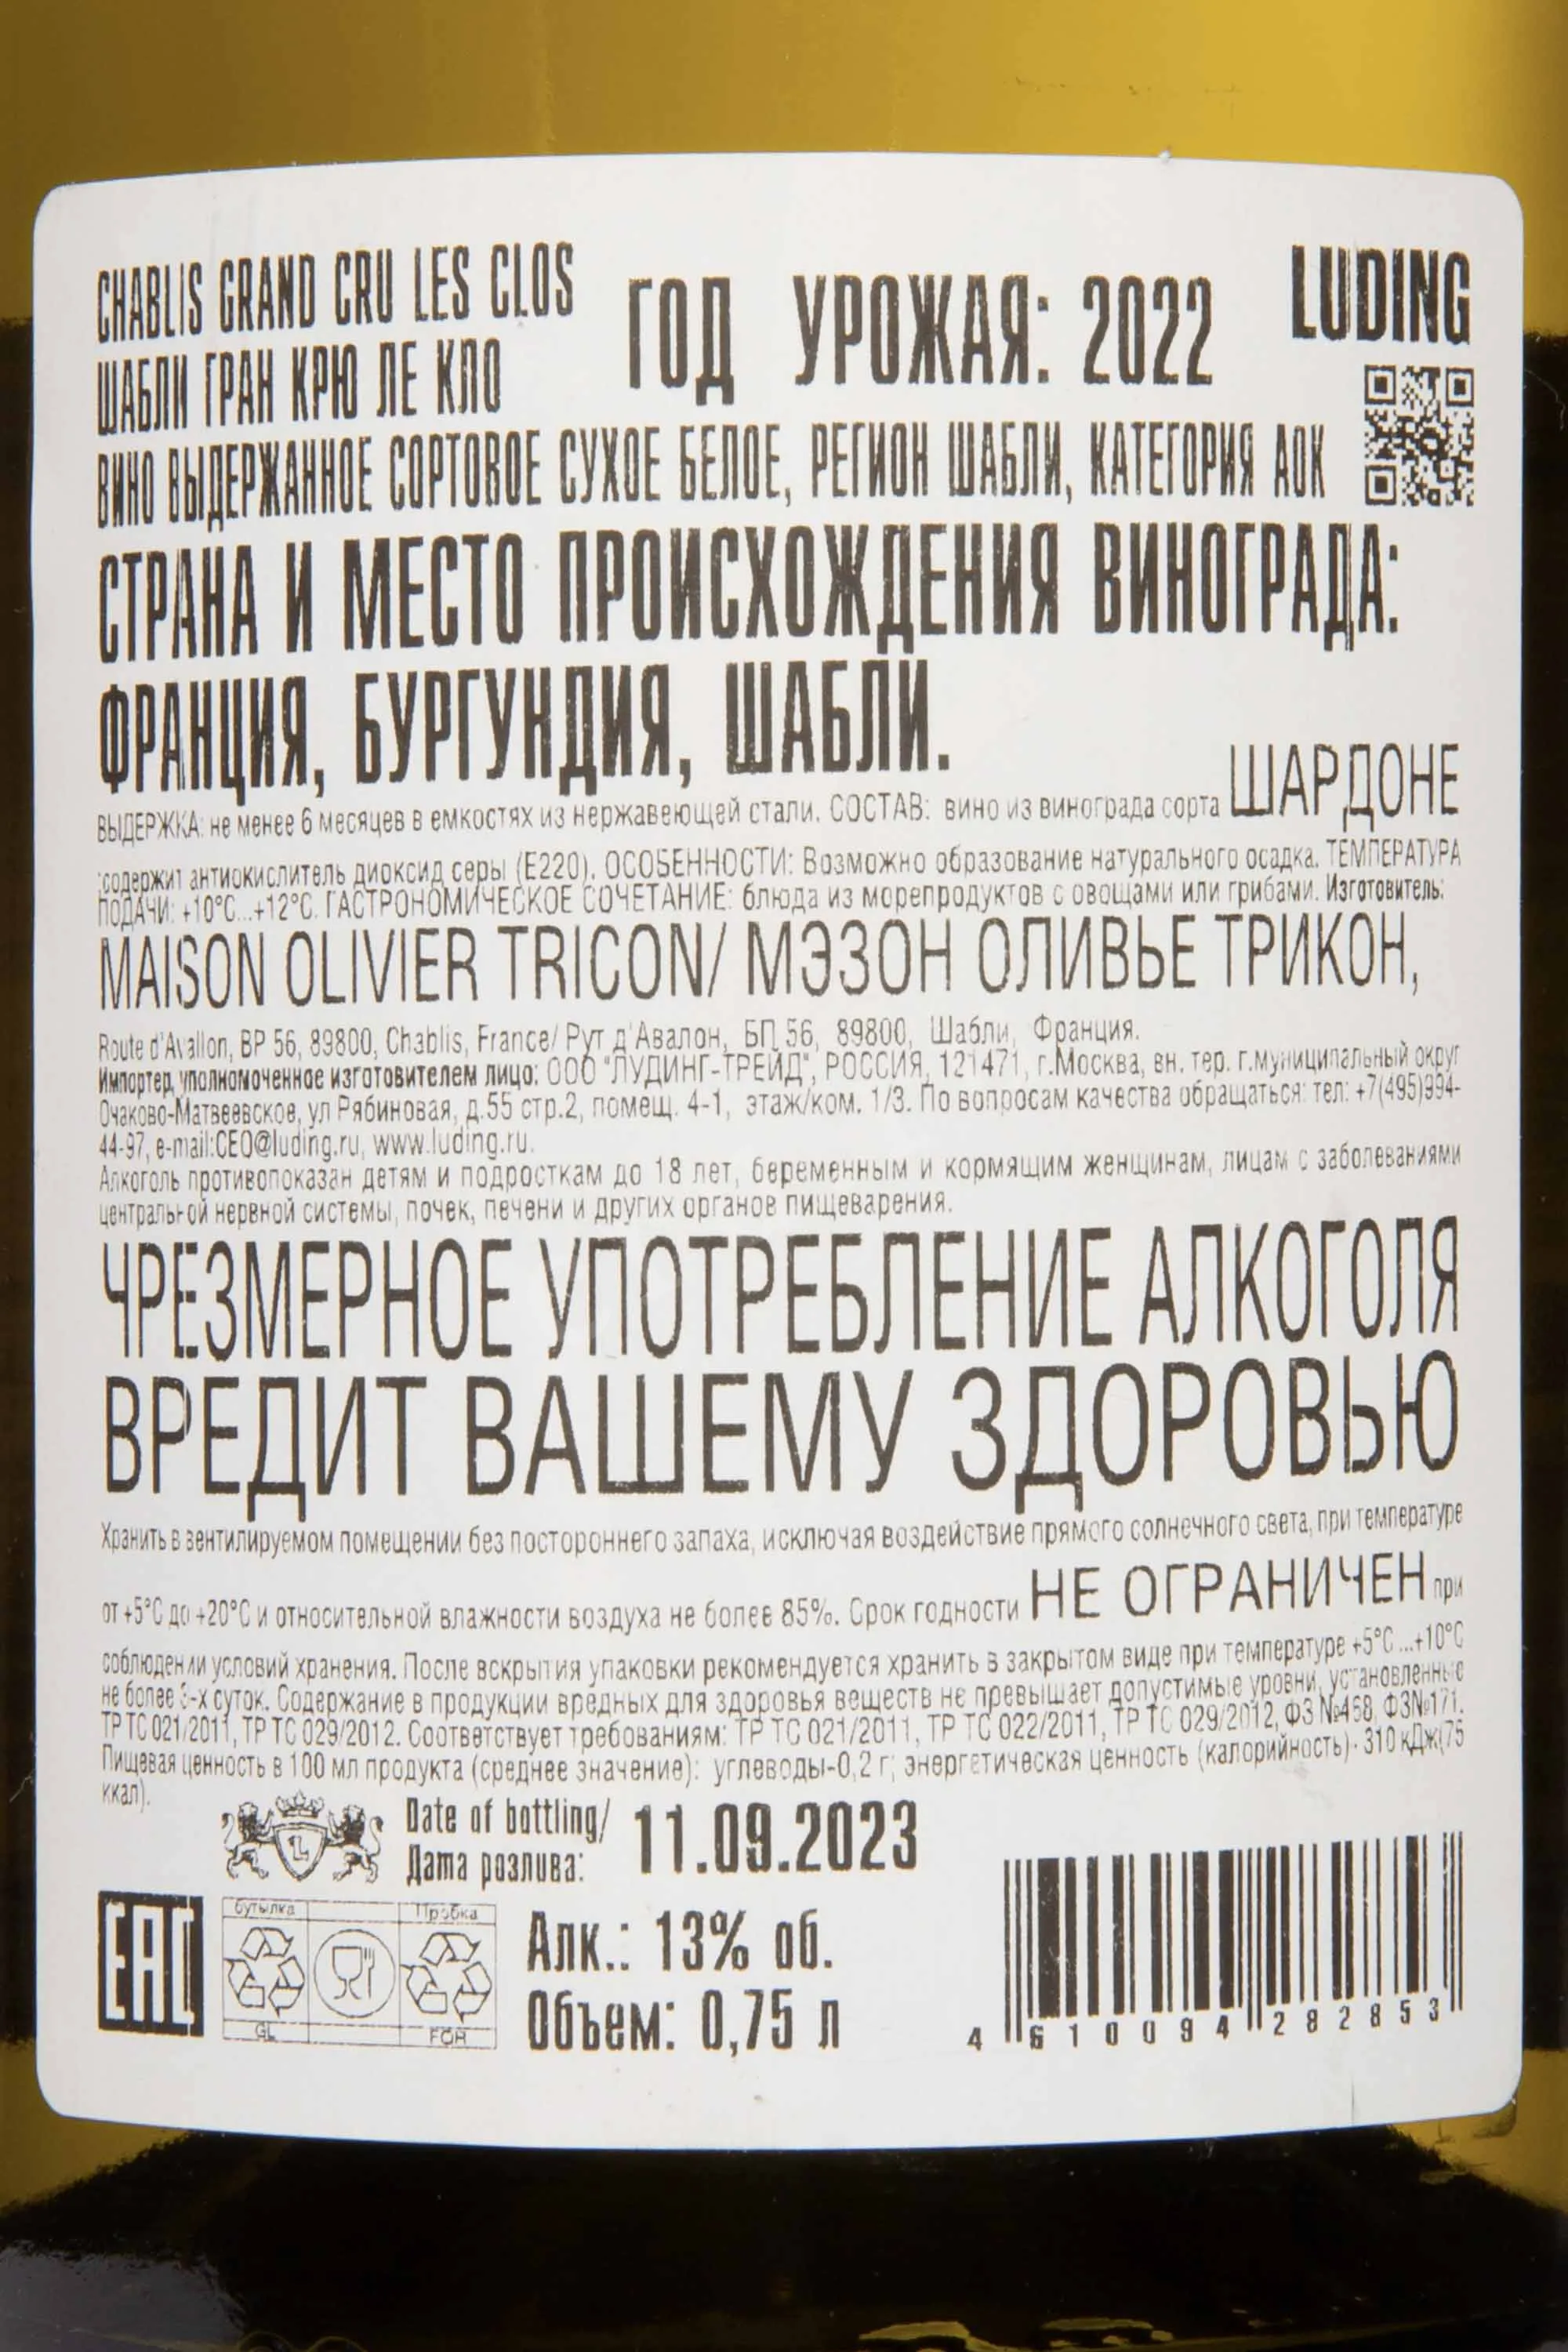 CHABLIS GRAND CRU LES CLOS
ШАБЛИ ГРАН КРЮ ЛЕ КЛО
ГОД УРОЖАЯ: 2022
LUDING
ВИНО ВЫДЕРЖАННОЕ СОРТОВОЕ СУХОЕ БЕЛОЕ, РЕГИОН ШАБЛИ, КАТЕГОРИЯ АОК
СТРАНА И МЕСТО ПРОИСХОЖДЕНИЯ ВИНОГРАДА:
ФРАНЦИЯ, БУРГУНДИЯ, ШАБЛИ.
ВЫДЕРЖКА: не менее 6 месяцев в емкостях из нержавеющей стали. СОСТАВ: вино из винограда сорта ШАРДОНЕ
содержит антиокислитель диоксид серы (Е220). ОСОБЕННОСТИ: Возможно образование натурального осадка. ТЕМПЕРАТУРА
ПОДАЧИ: +10°С...+12°С. ГАСТРОНОМИЧЕСКОЕ СОЧЕТАНИЕ: блюда из морепродуктов с овощами или грибами. Изготовитель:
MAISON OLIVIER TRICON/ МЭЗОН ОЛИВЬЕ ТРИКОН,
Route d'Avallon, BP 56, 89800, Chablis, France/ Рут д'Авалон, БП 56, 89800, Шабли, Франция.
Импортер, уполномоченное изготовителем лицо: ООО "ЛУДИНГ-ТРЕЙД", РОССИЯ, 121471, г.Москва, вн. тер. г.муниципальный округ
Очаково-Матвеевское, ул Рябиновая, д.55 стр.2, помещ. 4-1, этаж/ком. 1/3. По вопросам качества обращаться: тел: +7(495)994-
44-97, e-mail:CEO@luding.ru, www.luding.ru.
Алкоголь противопоказан детям и подросткам до 18 лет, беременным и кормящим женщинам, лицам с заболеваниями
центральной нервной системы, почек, печени и других органов пищеварения.
ЧРЕЗМЕРНОЕ УПОТРЕБЛЕНИЕ АЛКОГОЛЯ
ВРЕДИТ ВАШЕМУ ЗДОРОВЬЮ
Хранить в вентилируемом помещении без постороннего запаха, исключая воздействие прямого солнечного света, при температуре
от +5°С до +20°С и относительной влажности воздуха не более 85%. Срок годности НЕ ОГРАНИЧЕН при
соблюдении условий хранения. После вскрытия упаковки рекомендуется хранить в закрытом виде при температуре +5°С...+10°С
не более 3-х суток. Содержание в продукции вредных для здоровья веществ не превышает допустимые уровни, установленные
ТР ТС 021/2011, ТР ТС 029/2012. Соответствует требованиям: ТР ТС 021/2011, ТР ТС 022/2011, ТР ТС 029/2012, ФЗ №468, ФЗ№171.
Пищевая ценность в 100 мл продукта (среднее значение): углеводы-0,2 г; энергетическая ценность (калорийность)- 310 кДж(75
ккал).
Date of bottling/
Дата розлива:
11.09.2023
EAC
бутылка
Пробка
GL
FOR
Алк.: 13% об.
Объем: 0,75 л
4 610094 282853